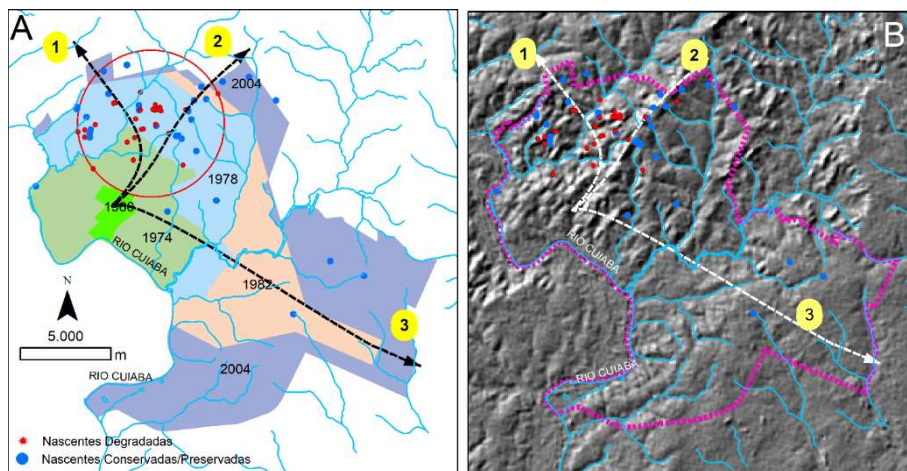 A
1
2
2004
1978
1960
1974
RIO CUIABA
1982
N
5.000
m
3
RIO CUIABA
2004
Nascentes Degradadas
Nascentes Conservadas/Preservadas
B
1
2
RIO CUIABA
3
RIO CUIABA